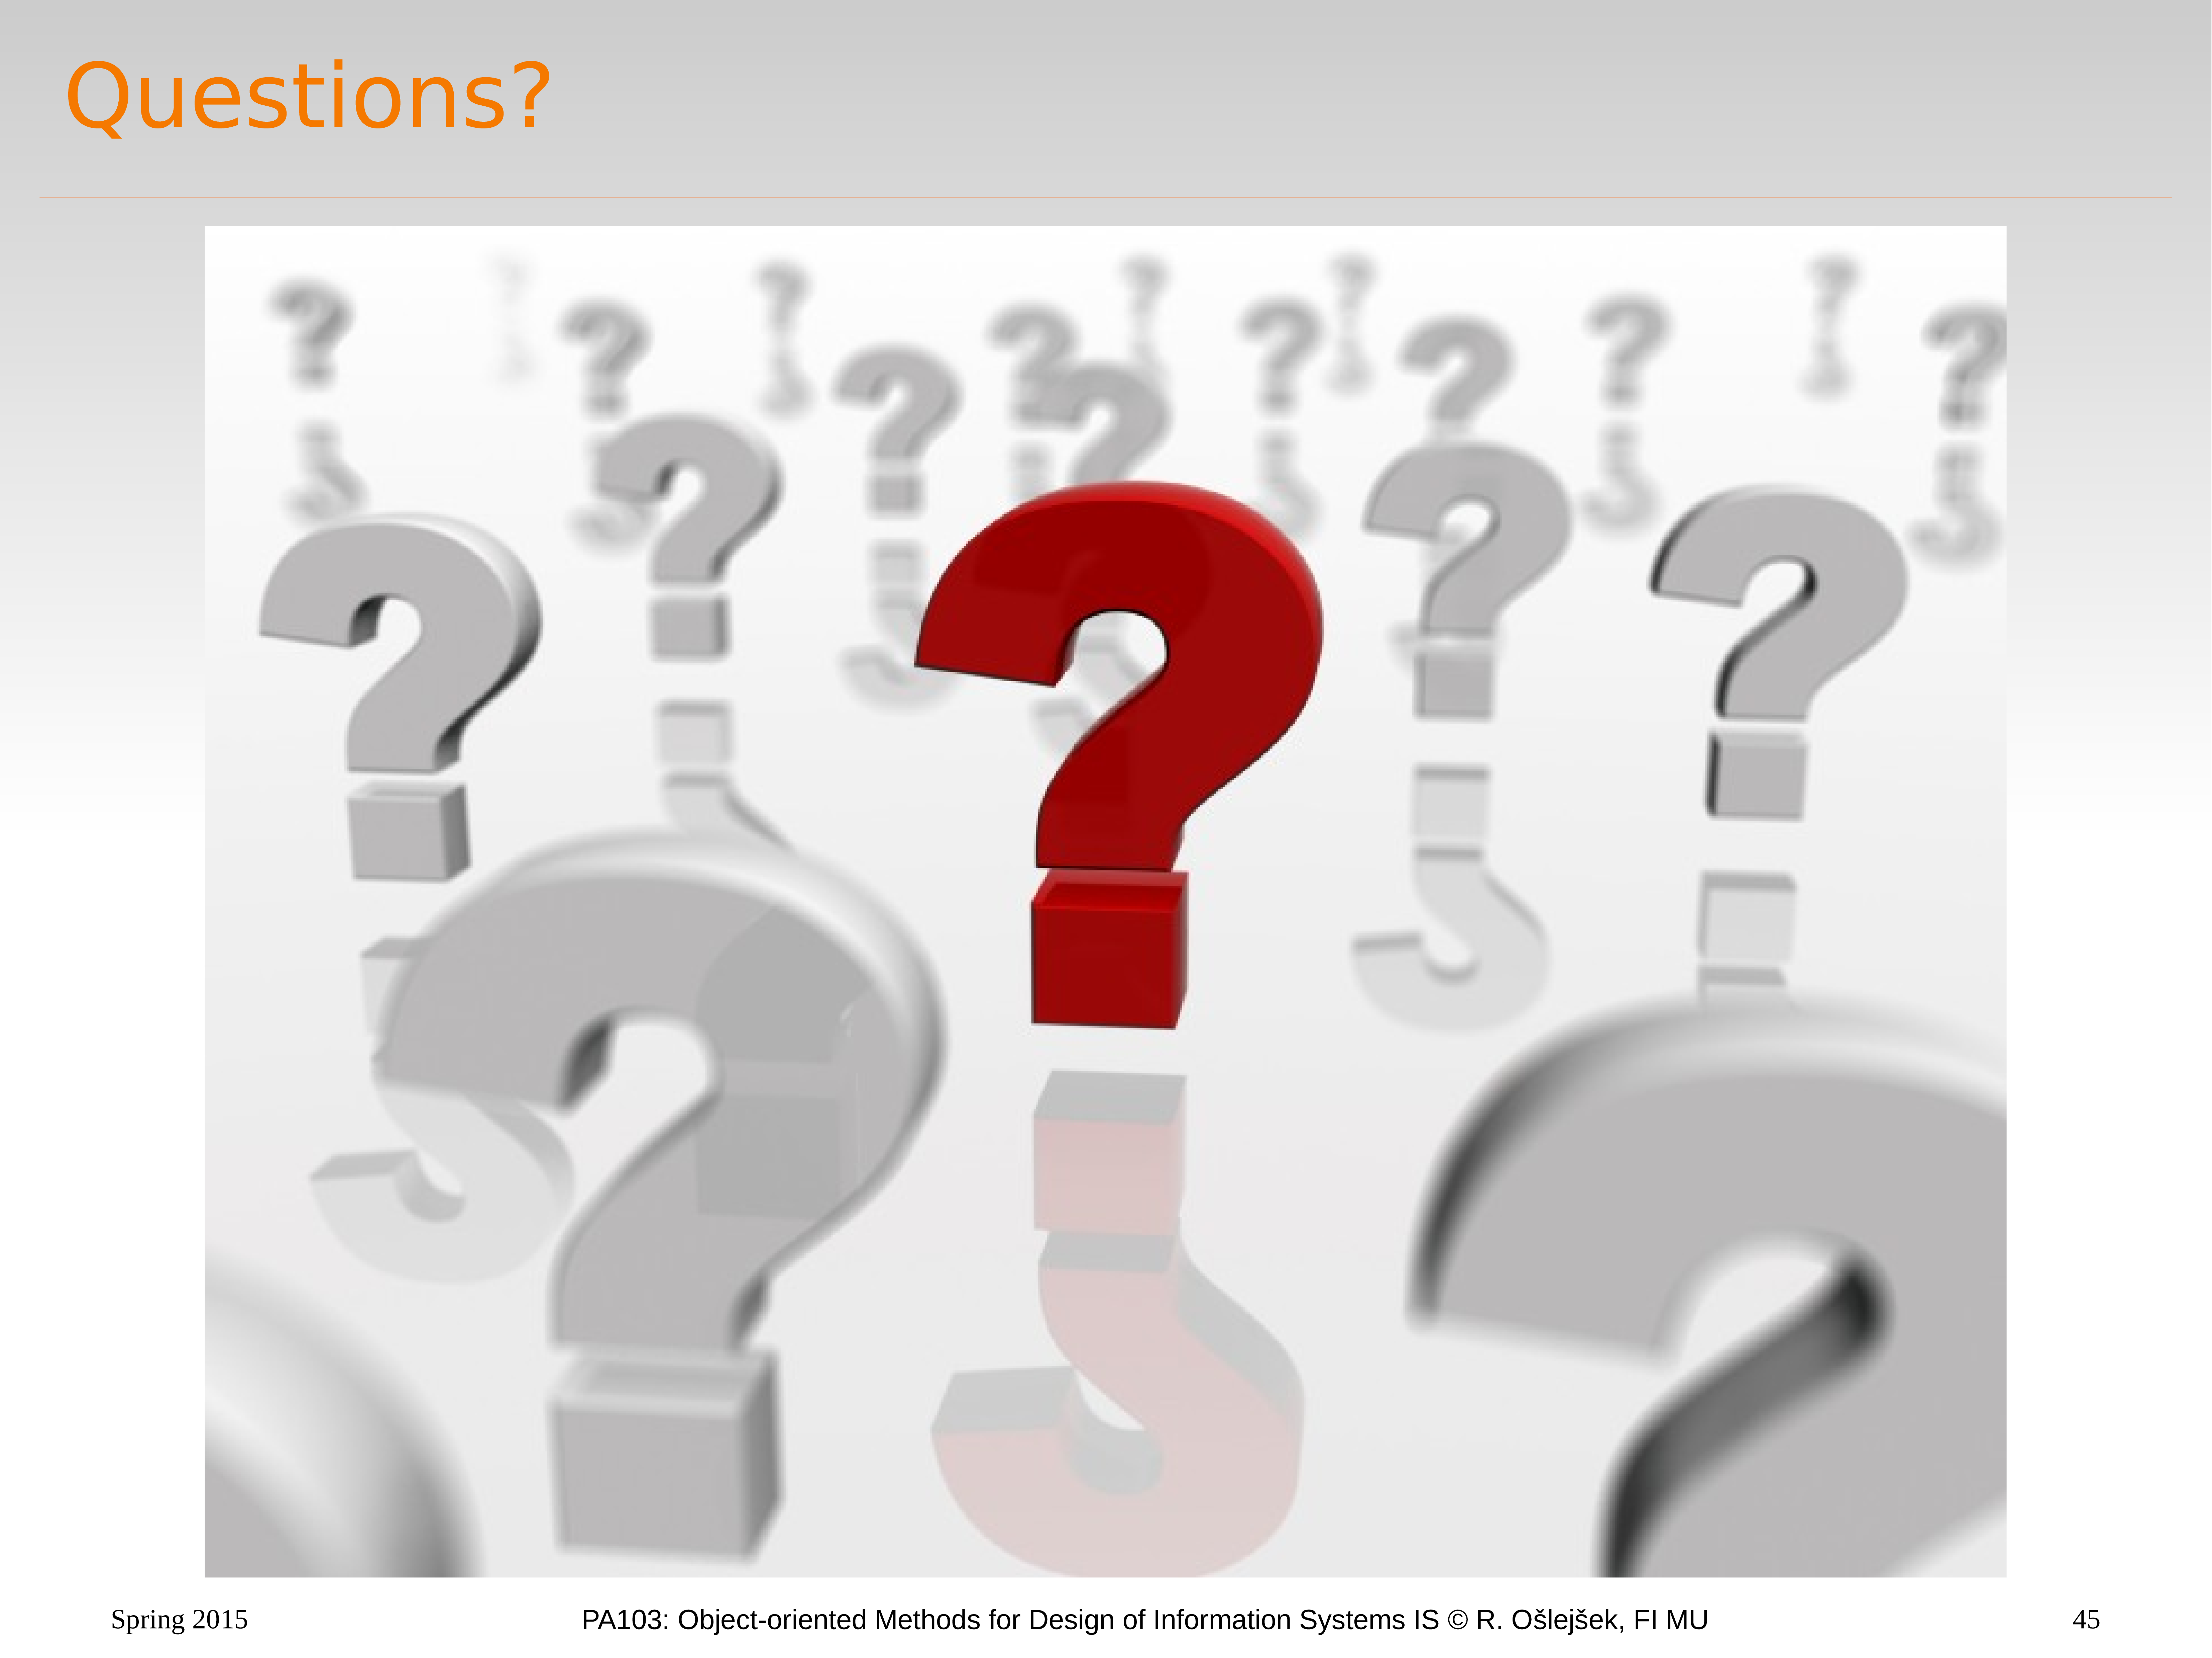 Questions?
Spring 2015
PA103: Object-oriented Methods for Design of Information Systems IS © R. Ošlejšek, FI MU
45